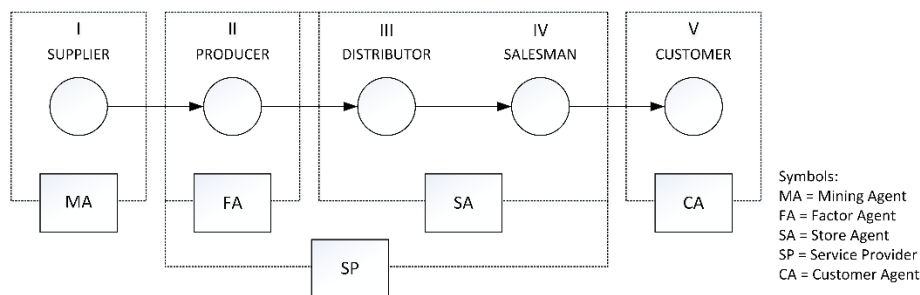 I
SUPPLIER
II
PRODUCER
III
DISTRIBUTOR
IV
SALESMAN
V
CUSTOMER
MA
FA
SA
CA
SP
Symbols:
MA = Mining Agent
FA = Factor Agent
SA = Store Agent
SP = Service Provider
CA = Customer Agent